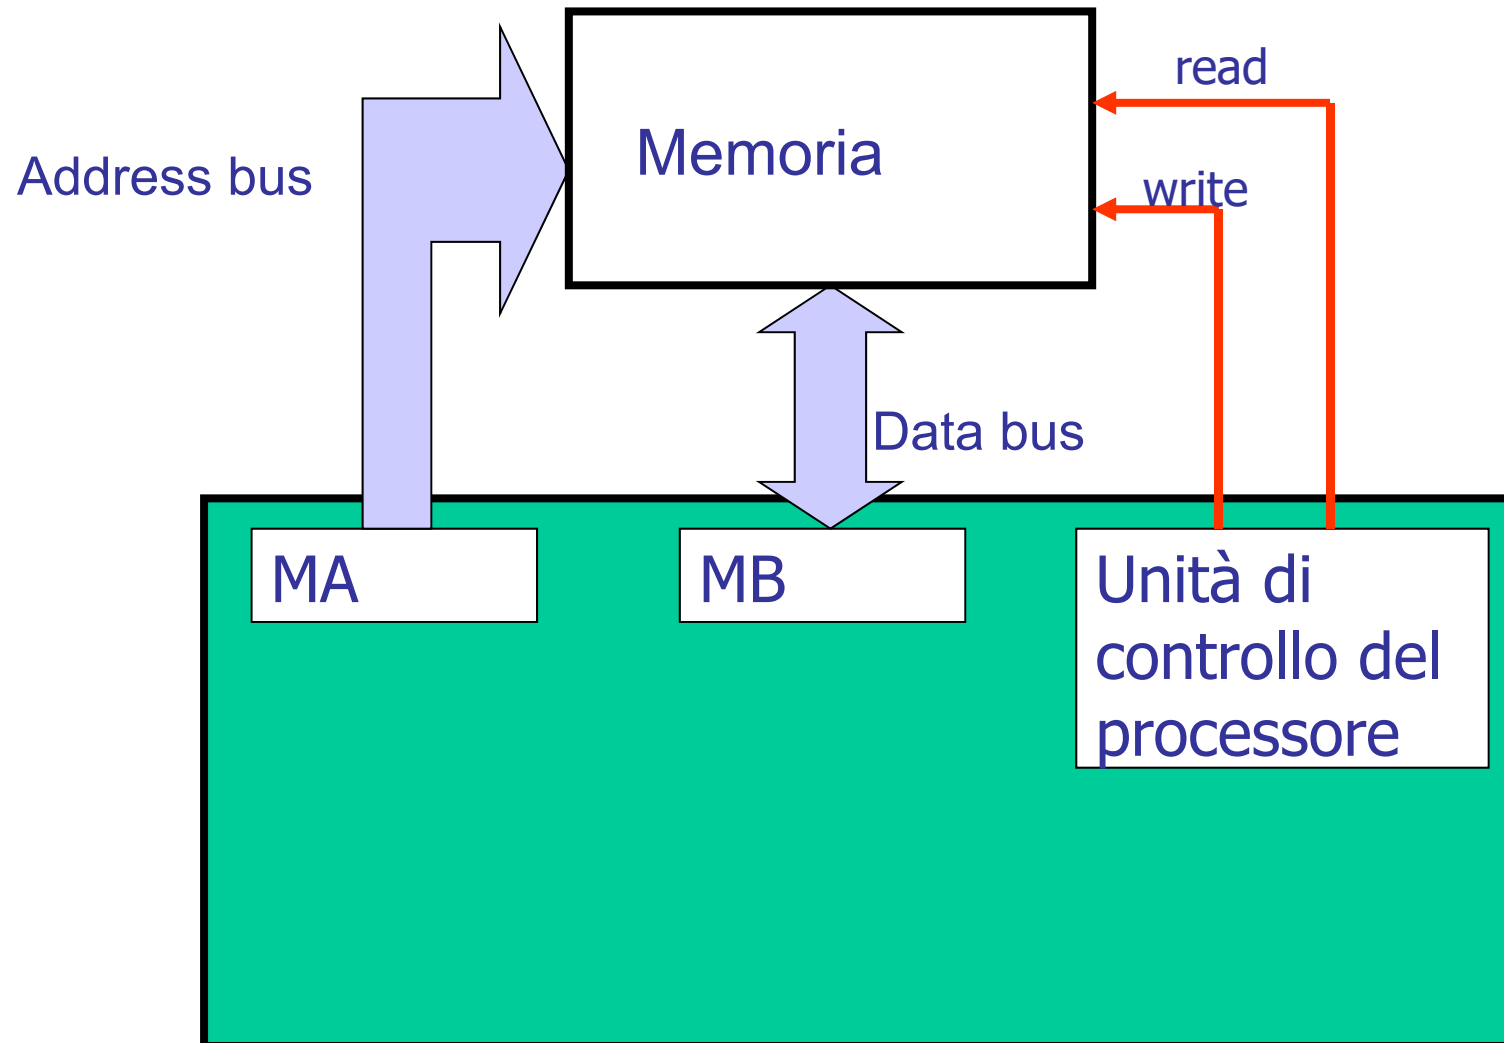 read
Memoria
Address bus
write
Data bus
MA
MB
Unità di
controllo del
processore